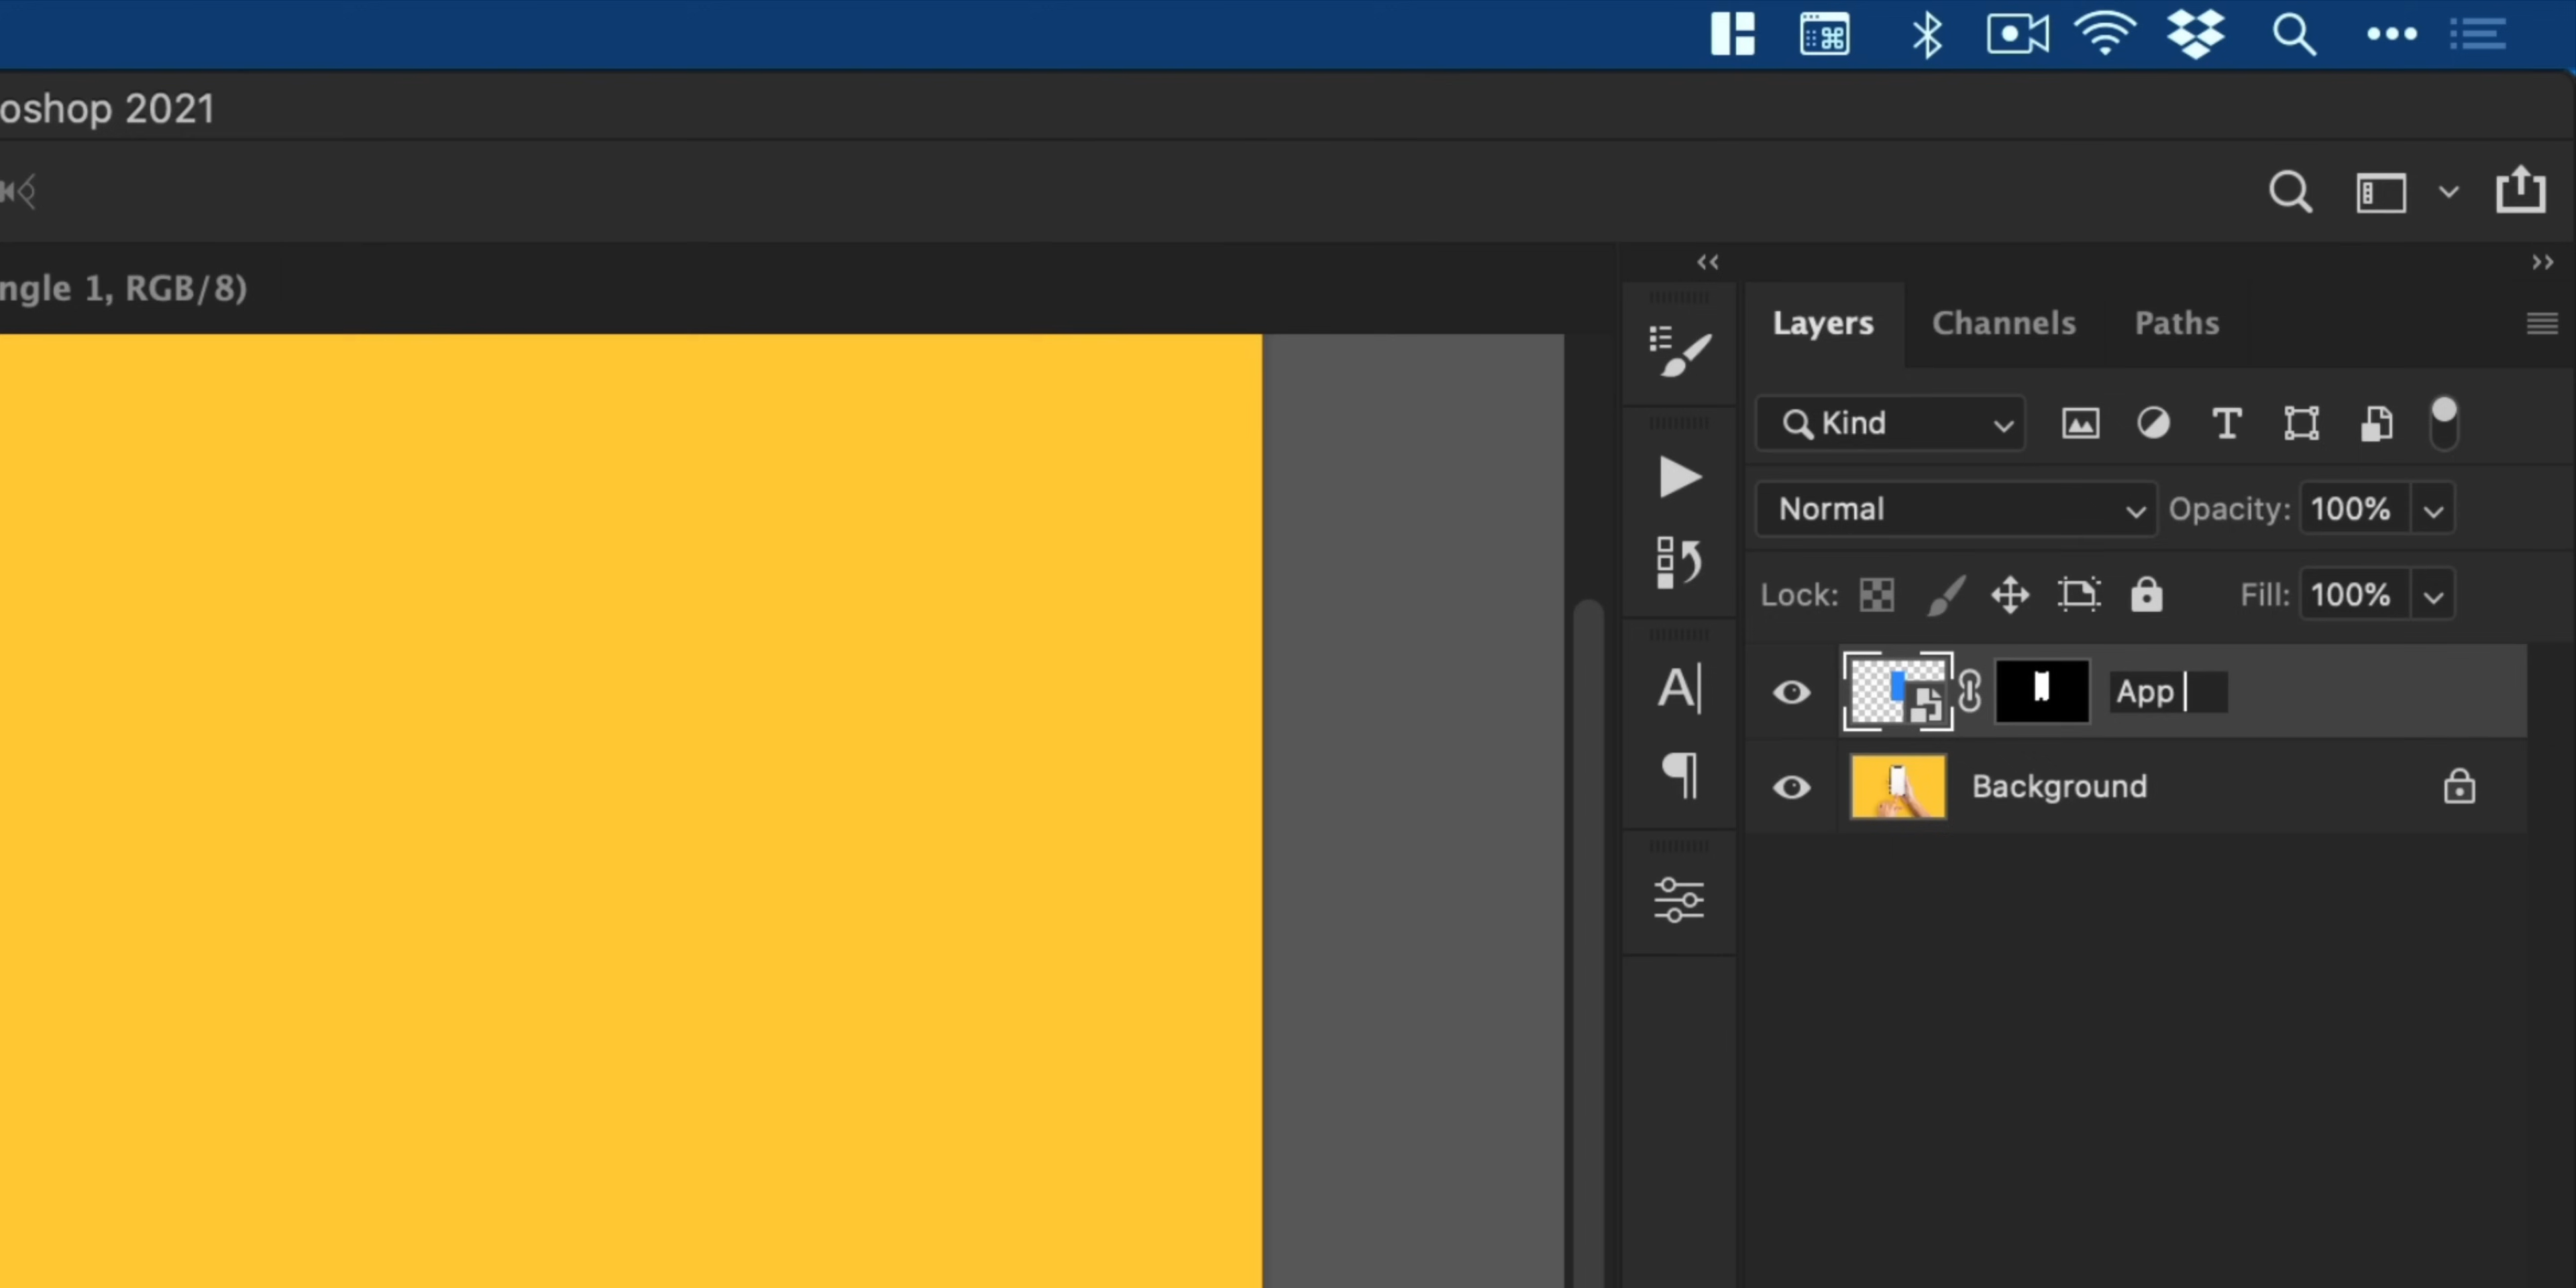 oshop 2021
ngle 1, RGB/8)
Layers Channels Paths
Kind
Normal Opacity: 100%
Lock: Fill: 100%
App
Background